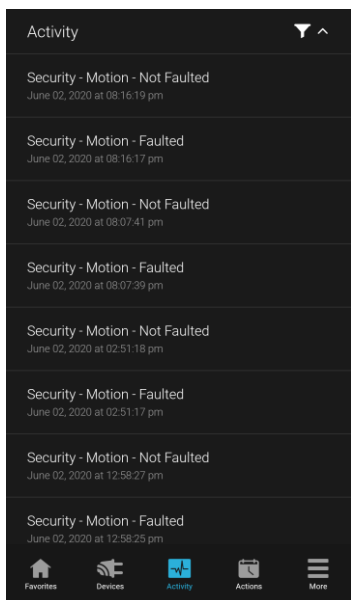 Activity
Security - Motion - Not Faulted
June 02, 2020 at 08:16:19 pm
Security - Motion - Faulted
June 02, 2020 at 08:16:17 pm
Security - Motion - Not Faulted
June 02, 2020 at 08:07:41 pm
Security - Motion - Faulted
June 02, 2020 at 08:07:39 pm
Security - Motion - Not Faulted
June 02, 2020 at 02:51:18 pm
Security - Motion - Faulted
June 02, 2020 at 02:51:17 pm
Security - Motion - Not Faulted
June 02, 2020 at 12:58:27 pm
Security - Motion - Faulted
June 02, 2020 at 12:58:25 pm
Favorites Devices Activity Actions More